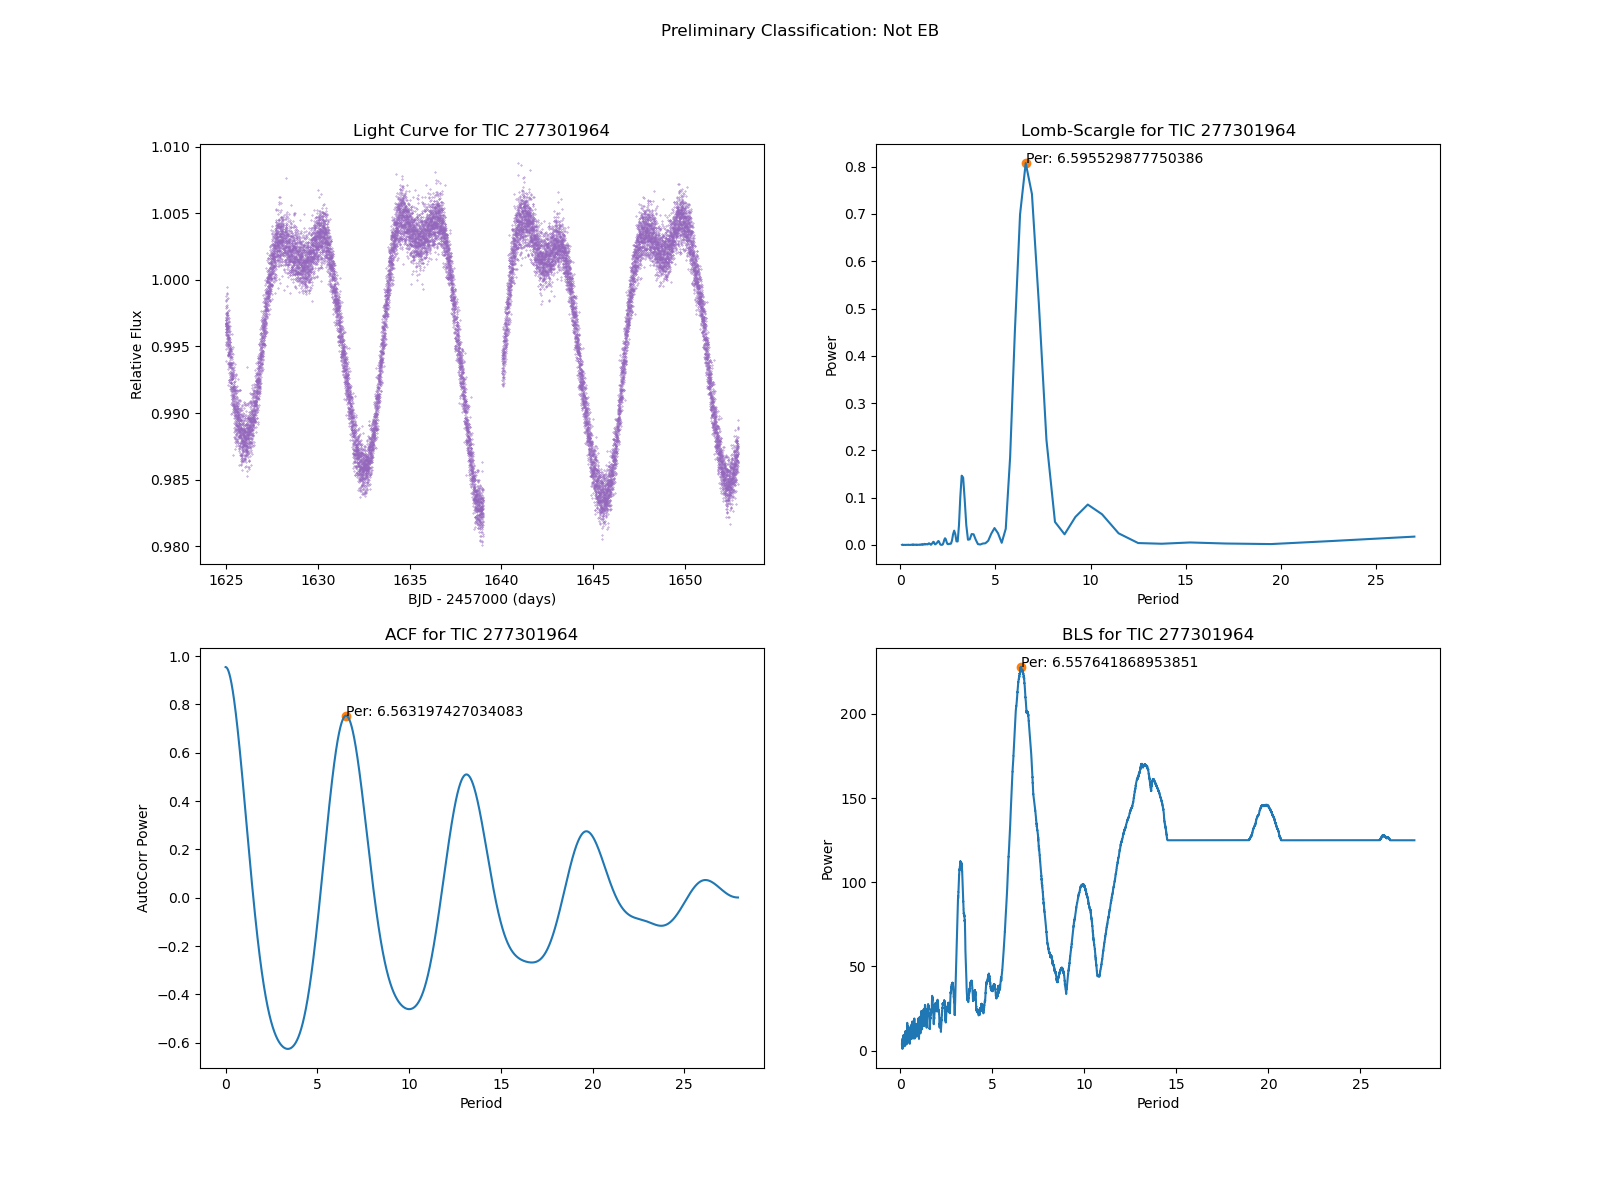 Preliminary Classification: Not EB
Light Curve for TIC 277301964
1.010
1.005
1.000
0.995
0.990
0.985
0.980
Relative Flux
1625 1630 1635 1640 1645 1650
BJD - 2457000 (days)
Lomb-Scargle for TIC 277301964
Per: 6.595529877750386
0.8
0.7
0.6
0.5
0.4
0.3
0.2
0.1
0.0
Power
0 5 10 15 20 25
Period
ACF for TIC 277301964
Per: 6.563197427034083
1.0
0.8
0.6
0.4
0.2
0.0
−0.2
−0.4
−0.6
AutoCorr Power
0 5 10 15 20 25
Period
BLS for TIC 277301964
Per: 6.557641868953851
200
150
100
50
0
Power
0 5 10 15 20 25
Period